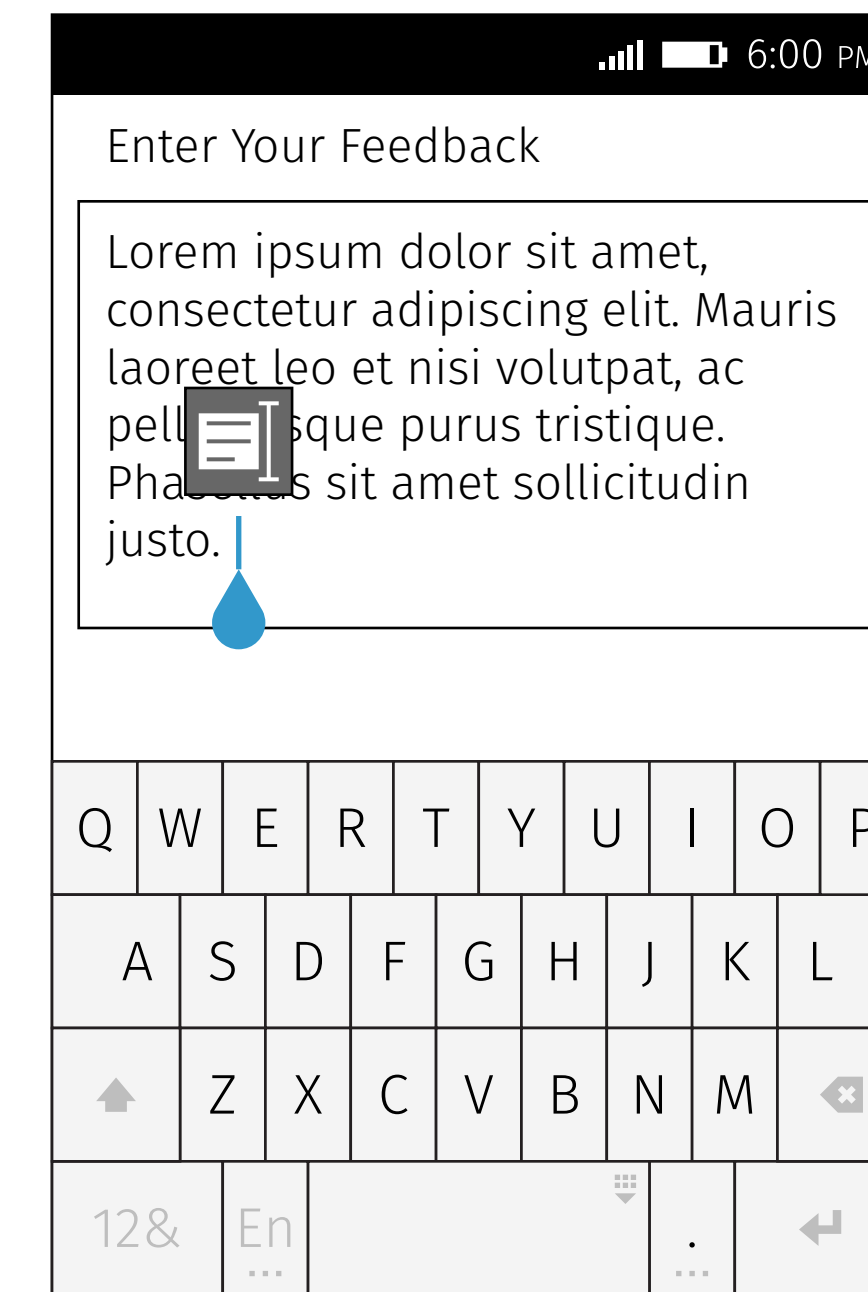 6:00 PM
Enter Your Feedback
Lorem ipsum dolor sit amet,
consectetur adipiscing elit. Mauris
laoreet leo et nisi volutpat, ac
purus tristique.
sit amet sollicitudin
justo.
Q W E R T Y U I O P
A S D F G H J K L
Z X C V B N M
12& En .